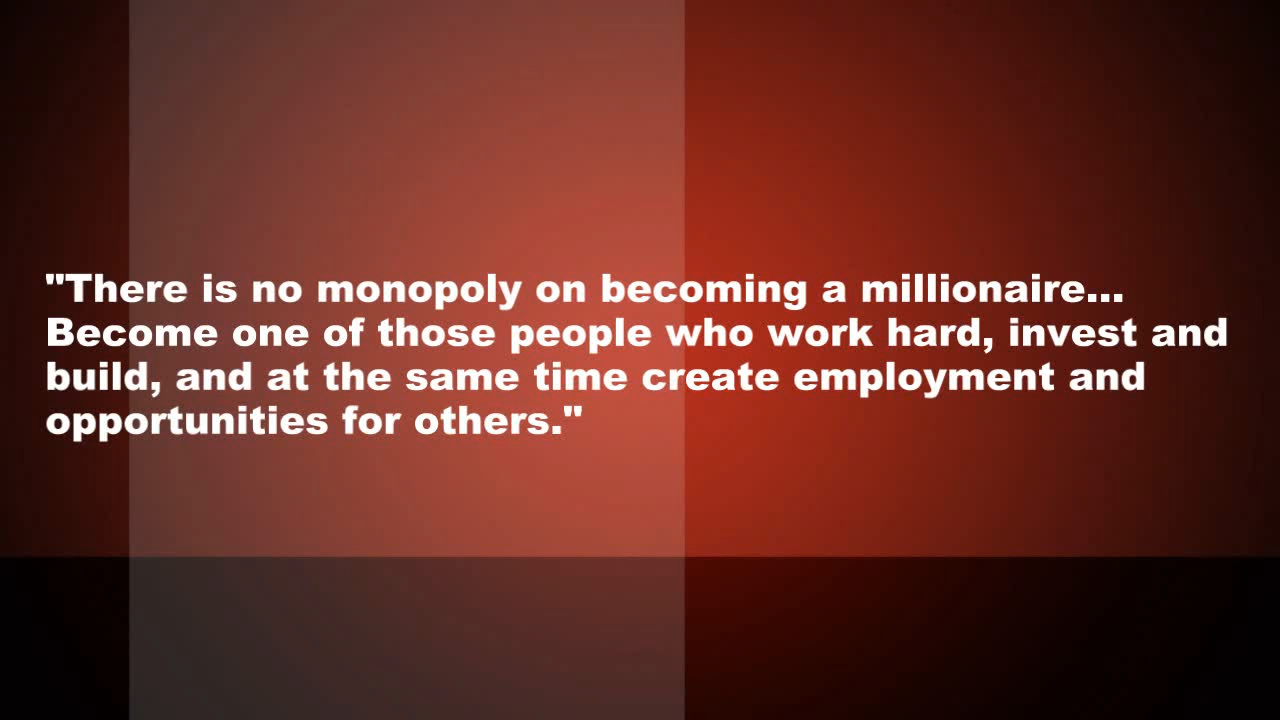 "There is no monopoly on becoming a millionaire...
Become one of those people who work hard, invest and
build, and at the same time create employment and
opportunities for others."